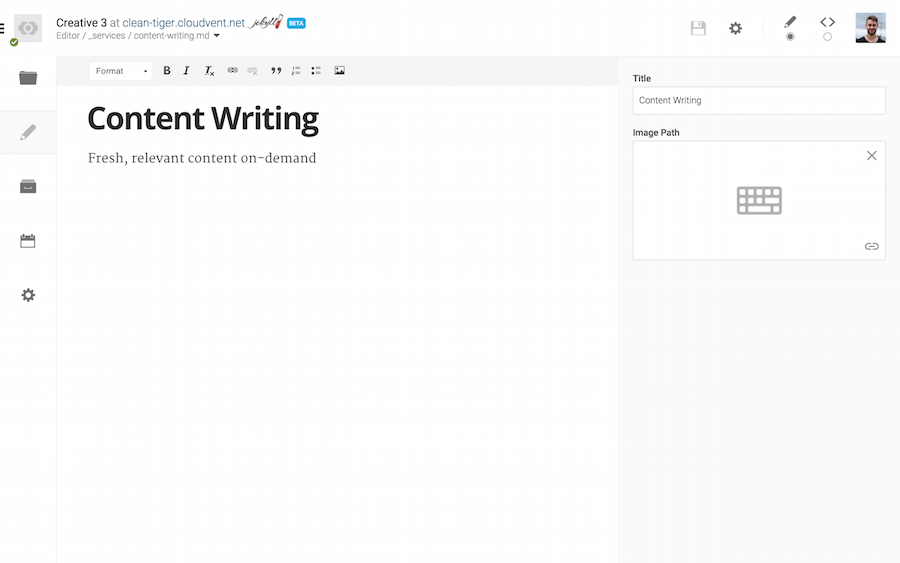 Creative 3 at clean-tiger.cloudvent.net jekyll BETA
Editor / _services / content-writing.md
Format B I Tx
Content Writing
Fresh, relevant content on-demand
Title
Content Writing
Image Path